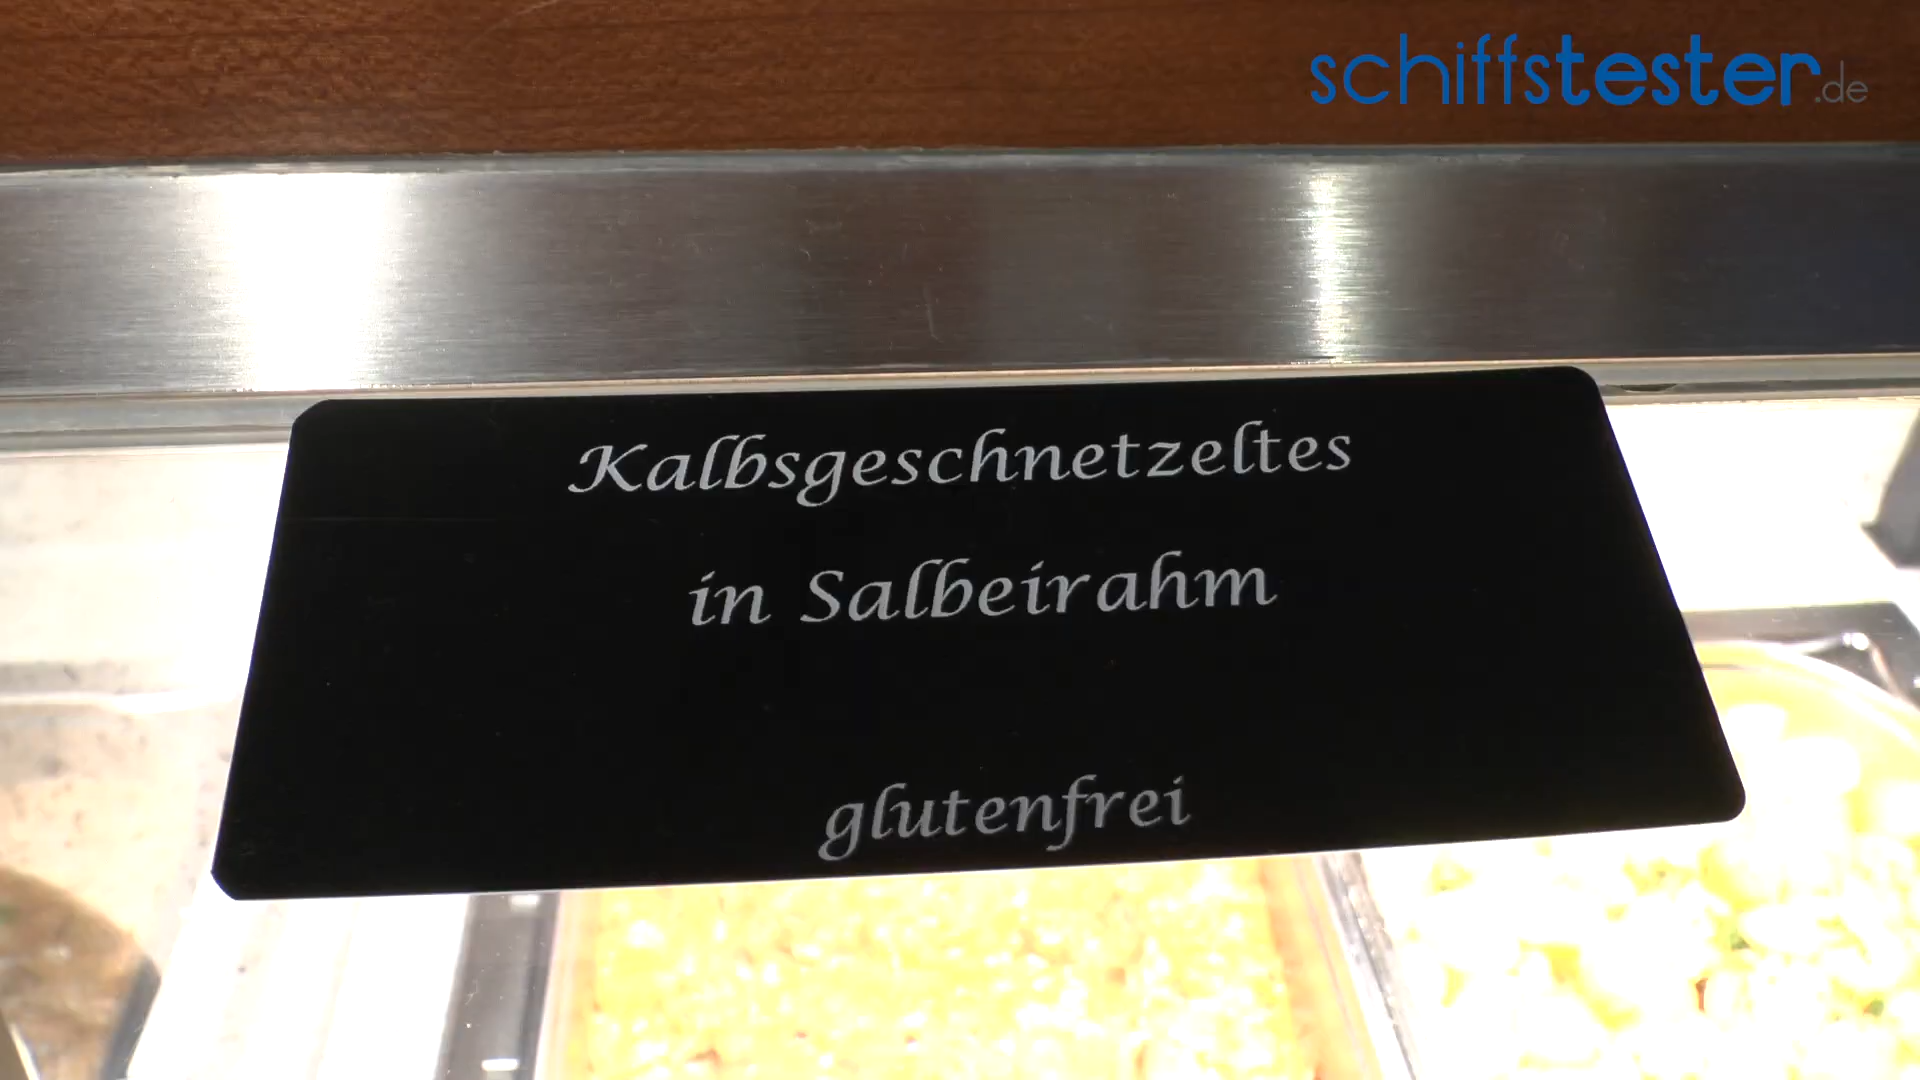 schiffstester.de
Kalbsgeschnetzeltes
in Salbeirahm
glutenfrei